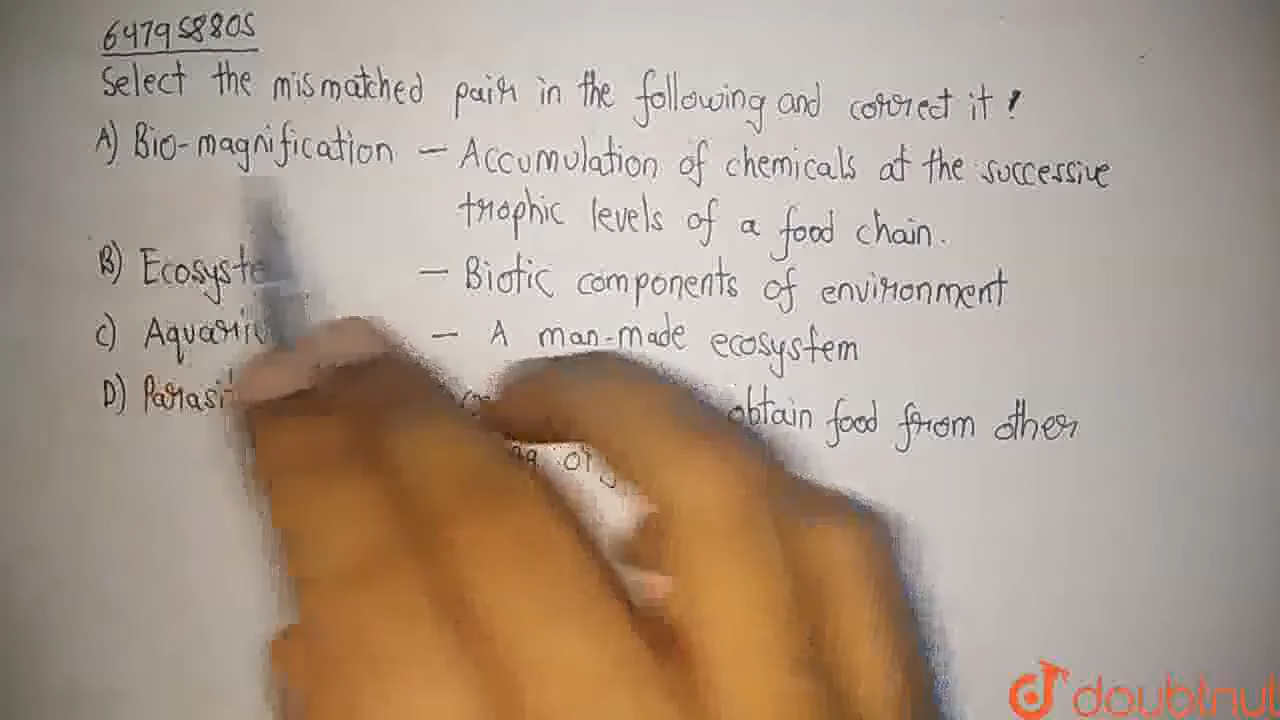 647958805
Select the mismatched pair in the following and correct it !
A) Bio-magnification - Accumulation of chemicals at the successive
trophic levels of a food chain.
B) Ecosyste - Biotic components of environment
C) Aquari - A man-made ecosystem
D) Parasi obtain food from other
doubtnut